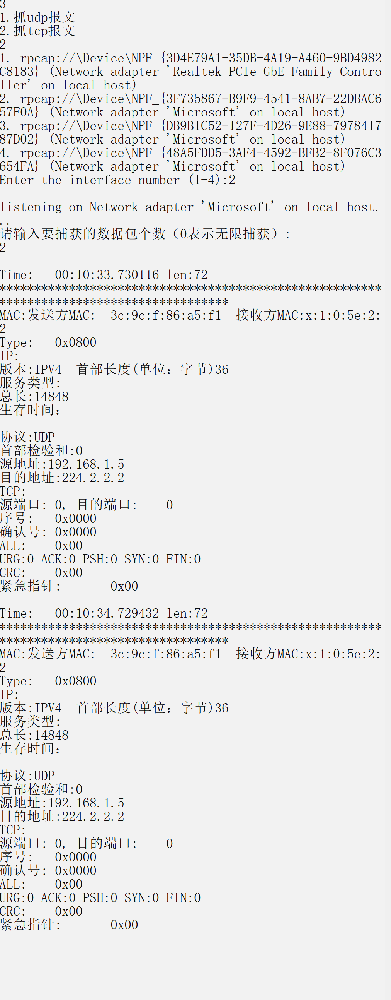 3
1.抓udp报文
2.抓tcp报文
2
1. rpcap://\Device\NPF_{3D4E79A1-35DB-4A19-A460-9BD4982
C8183} (Network adapter 'Realtek PCIe GbE Family Contro
ller' on local host)
2. rpcap://\Device\NPF_{3F735867-B9F9-4541-8AB7-22DBAC6
57F0A} (Network adapter 'Microsoft' on local host)
3. rpcap://\Device\NPF_{DB9B1C52-127F-4D26-9E88-7978417
87D02} (Network adapter 'Microsoft' on local host)
4. rpcap://\Device\NPF_{48A5FDD5-3AF4-4592-BFB2-8F076C3
654FA} (Network adapter 'Microsoft' on local host)
Enter the interface number (1-4):2
listening on Network adapter 'Microsoft' on local host.
..
请输入要捕获的数据包个数（0表示无限捕获）:
2
Time:   00:10:33.730116 len:72
*******************************************************
*********************************
MAC:发送方MAC:  3c:9c:f:86:a5:f1  接收方MAC:x:1:0:5e:2:
2
Type:   0x0800
IP:
版本:IPV4  首部长度(单位：字节)36
服务类型:
总长:14848
生存时间：
协议:UDP
首部检验和:0
源地址:192.168.1.5
目的地址:224.2.2.2
TCP:
源端口: 0, 目的端口:    0
序号:   0x0000
确认号: 0x0000
ALL:    0x00
URG:0 ACK:0 PSH:0 SYN:0 FIN:0
CRC:    0x00
紧急指针:       0x00
Time:   00:10:34.729432 len:72
*******************************************************
*********************************
MAC:发送方MAC:  3c:9c:f:86:a5:f1  接收方MAC:x:1:0:5e:2:
2
Type:   0x0800
IP:
版本:IPV4  首部长度(单位：字节)36
服务类型:
总长:14848
生存时间：
协议:UDP
首部检验和:0
源地址:192.168.1.5
目的地址:224.2.2.2
TCP:
源端口: 0, 目的端口:    0
序号:   0x0000
确认号: 0x0000
ALL:    0x00
URG:0 ACK:0 PSH:0 SYN:0 FIN:0
CRC:    0x00
紧急指针:       0x00